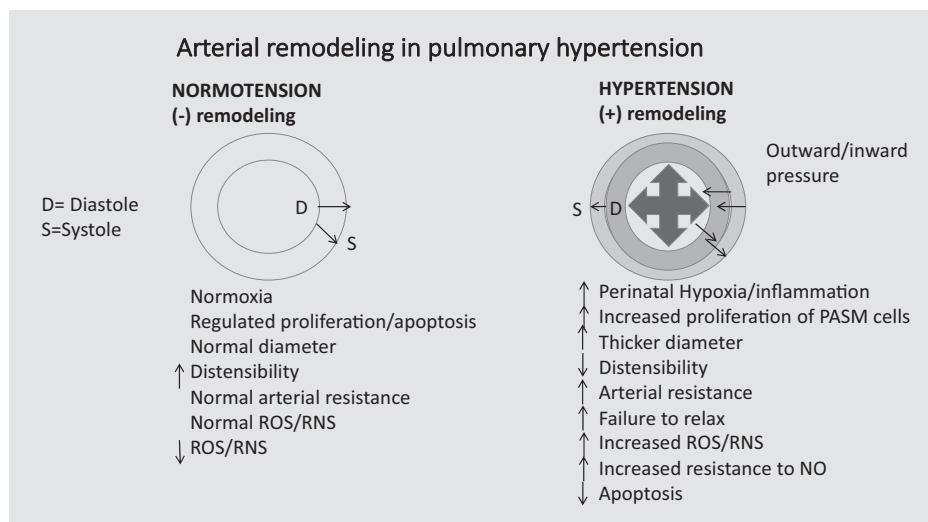 Arterial remodeling in pulmonary hypertension
NORMOTENSION
(-) remodeling
D= Diastole
S=Systole
D
S
Normoxia
Regulated proliferation/apoptosis
Normal diameter
↑ Distensibility
Normal arterial resistance
Normal ROS/RNS
↓ ROS/RNS
HYPERTENSION
(+) remodeling
Outward/inward
pressure
S
D
↑ Perinatal Hypoxia/inflammation
↑ Increased proliferation of PASM cells
↑ Thicker diameter
↓ Distensibility
↑ Arterial resistance
↑ Failure to relax
↑ Increased ROS/RNS
↑ Increased resistance to NO
↓ Apoptosis